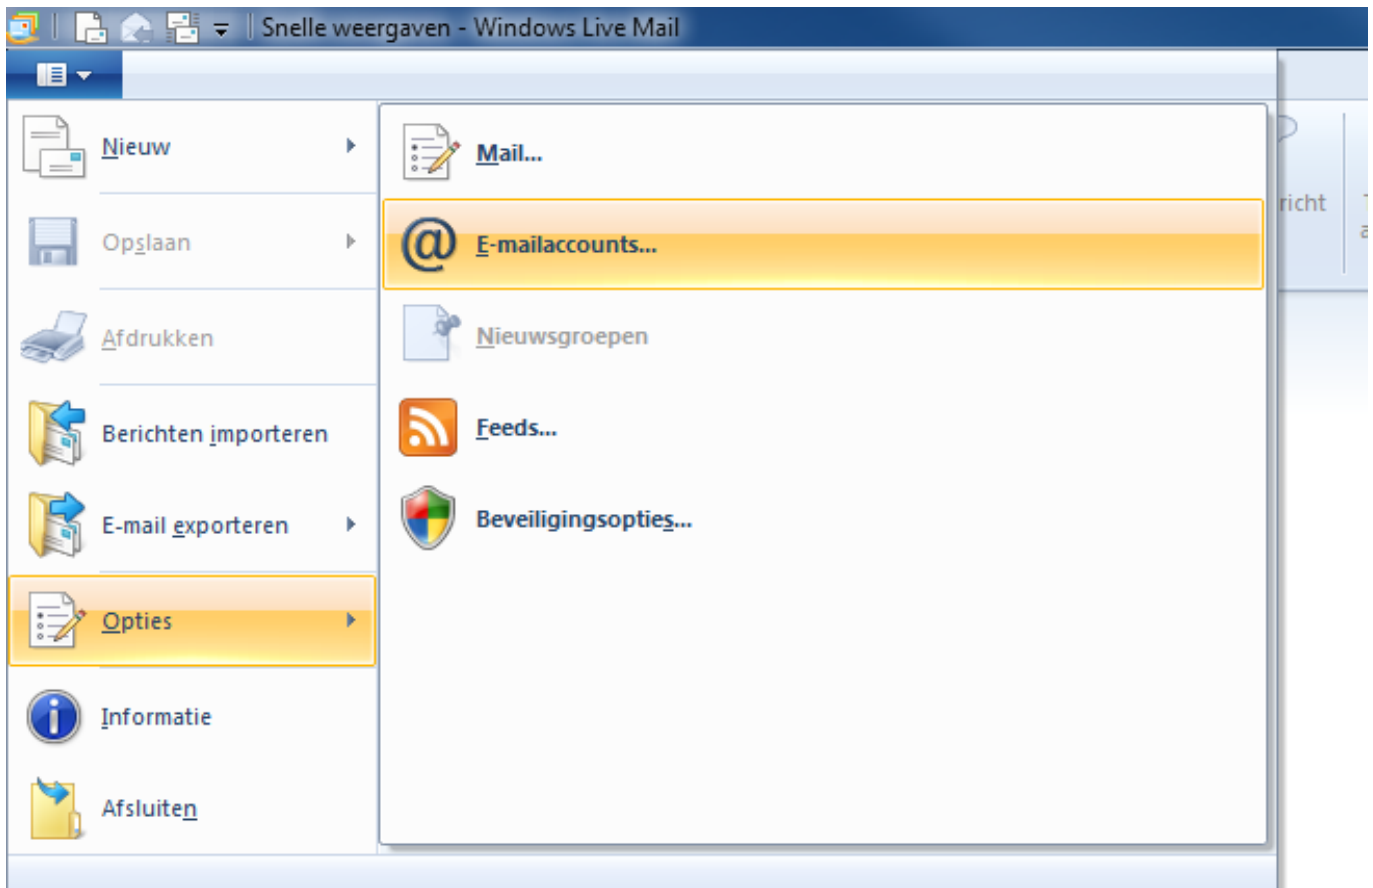 Snelle weergaven - Windows Live Mail
Nieuw
Opslaan
Afdrukken
Berichten importeren
E-mail exporteren
Opties
Informatie
Afsluiten
Mail...
E-mailaccounts...
Nieuwsgroepen
Feeds...
Beveiligingsopties...
richt